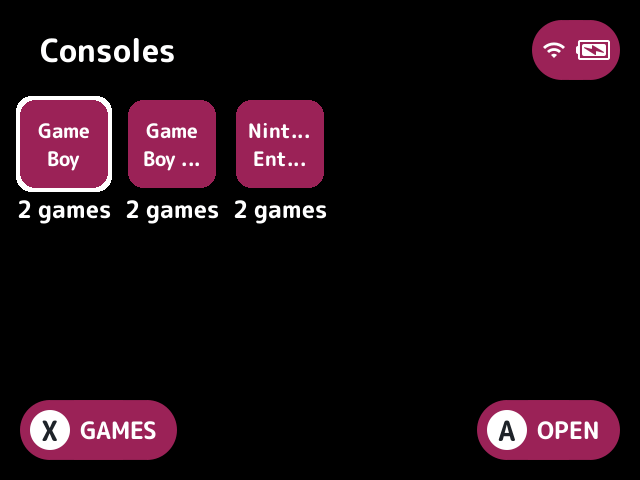 Consoles
Game
Boy
Game
Boy ...
Nint...
Ent...
2 games
2 games
2 games
X GAMES
A OPEN